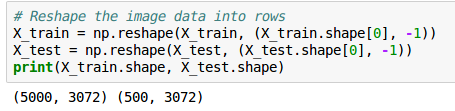 # Reshape the image data into rows
X_train = np.reshape(X_train, (X_train.shape[0], -1))
X_test = np.reshape(X_test, (X_test.shape[0], -1))
print(X_train.shape, X_test.shape)
(5000, 3072) (500, 3072)